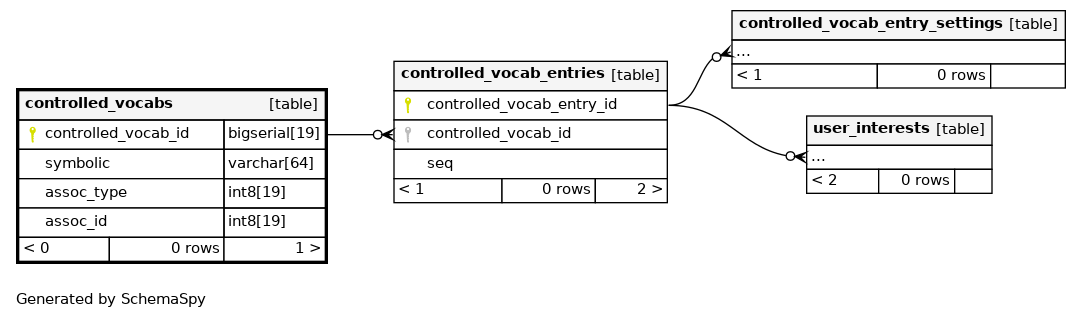 controlled_vocabs [table]
controlled_vocab_id bigserial[19]
symbolic varchar[64]
assoc_type int8[19]
assoc_id int8[19]
< 0 0 rows 1 >
controlled_vocab_entries [table]
controlled_vocab_entry_id
controlled_vocab_id
seq
< 1 0 rows 2 >
controlled_vocab_entry_settings [table]
...
< 1 0 rows
user_interests [table]
...
< 2 0 rows
Generated by SchemaSpy